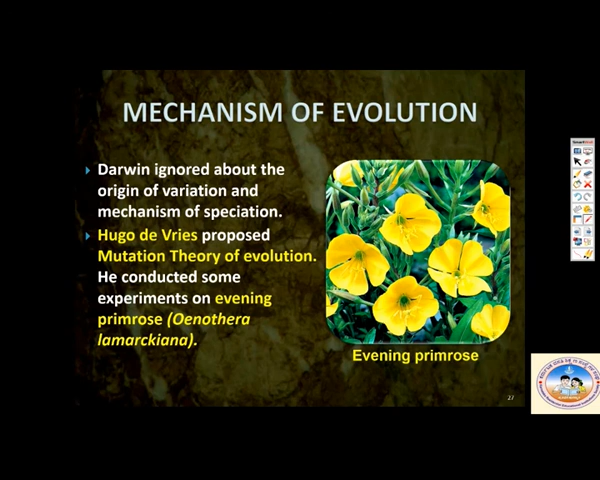 MECHANISM OF EVOLUTION
Darwin ignored about the
origin of variation and
mechanism of speciation.
Hugo de Vries proposed
Mutation Theory of evolution.
He conducted some
experiments on evening
primrose (Oenothera
lamarckiana).
Evening primrose
27